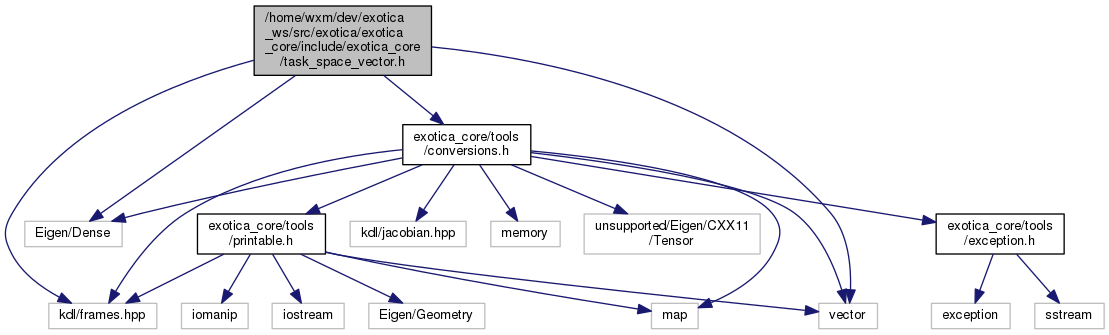 /home/wxm/dev/exotica
_ws/src/exotica/exotica
_core/include/exotica_core
/task_space_vector.h
exotica_core/tools
/conversions.h
Eigen/Dense
exotica_core/tools
/printable.h
kdl/jacobian.hpp
memory
unsupported/Eigen/CXX11
/Tensor
exotica_core/tools
/exception.h
kdl/frames.hpp
iomanip
iostream
Eigen/Geometry
map
vector
exception
sstream